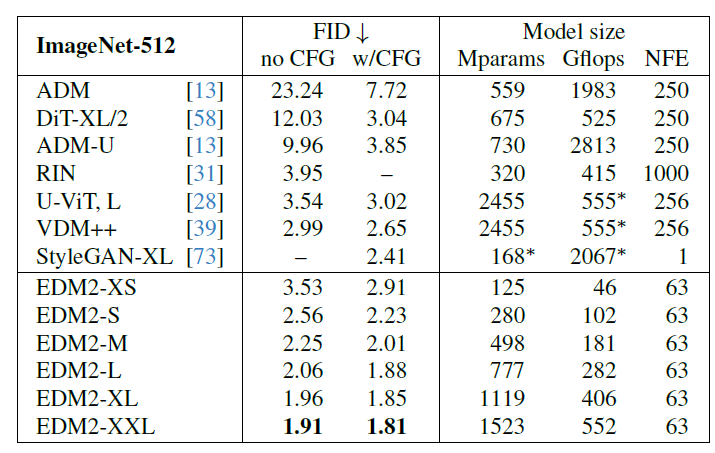 ImageNet-512 FID ↓ Model size
no CFG w/CFG Mparams Gflops NFE
ADM [13] 23.24 7.72 559 1983 250
DiT-XL/2 [58] 12.03 3.04 675 525 250
ADM-U [13] 9.96 3.85 730 2813 250
RIN [31] 3.95 – 320 415 1000
U-ViT, L [28] 3.54 3.02 2455 555* 256
VDM++ [39] 2.99 2.65 2455 555* 256
StyleGAN-XL [73] – 2.41 168* 2067* 1
EDM2-XS 3.53 2.91 125 46 63
EDM2-S 2.56 2.23 280 102 63
EDM2-M 2.25 2.01 498 181 63
EDM2-L 2.06 1.88 777 282 63
EDM2-XL 1.96 1.85 1119 406 63
EDM2-XXL 1.91 1.81 1523 552 63